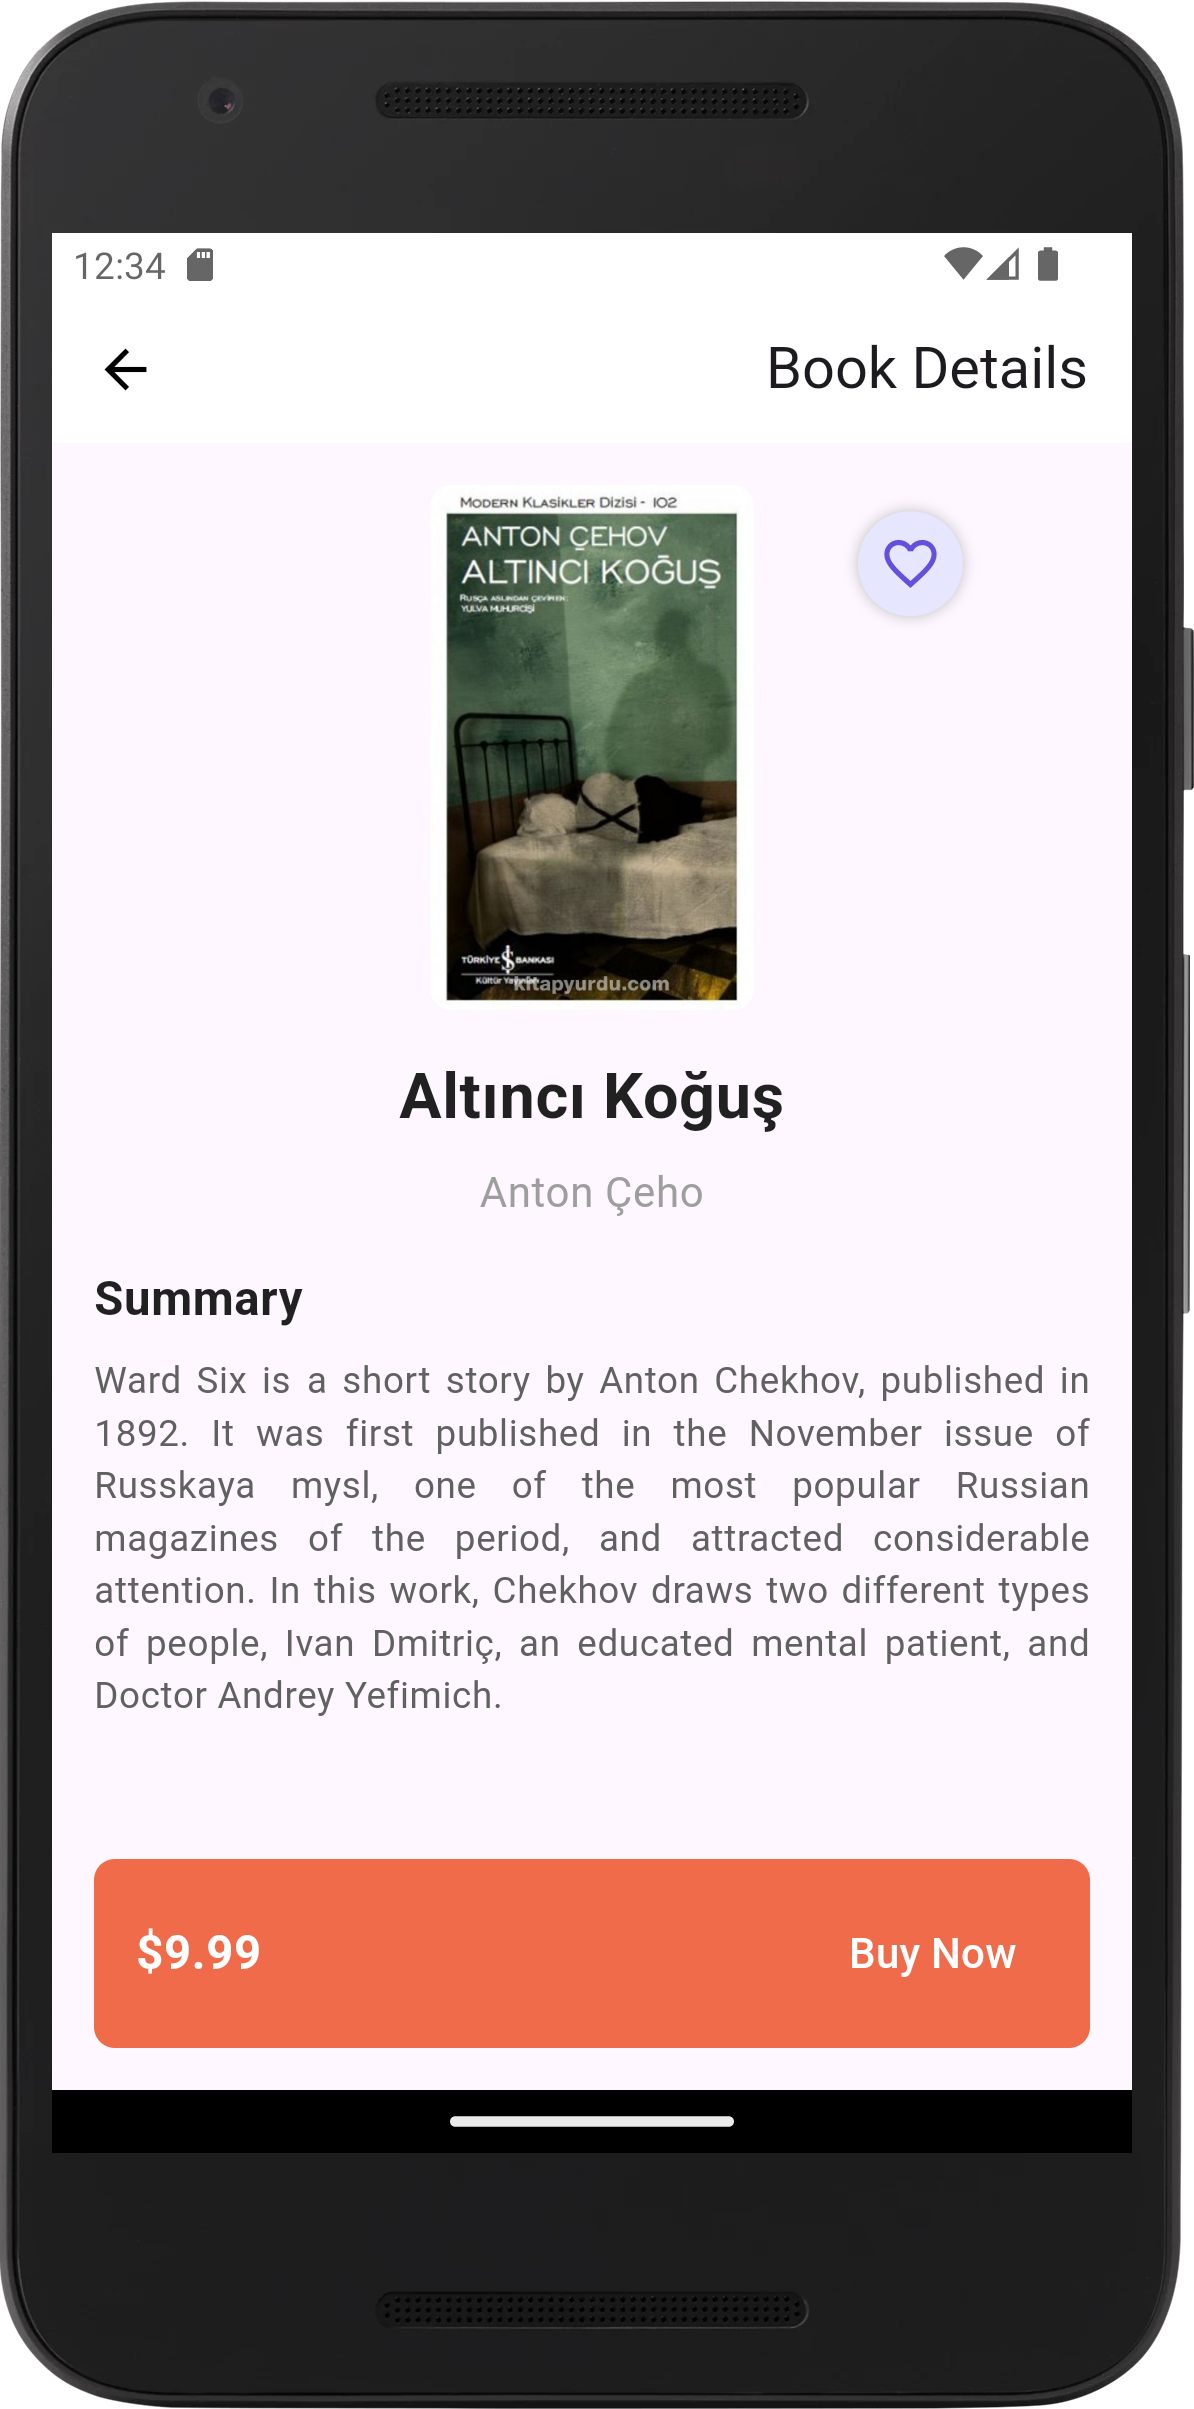 12:34
Book Details
MODERN KLASİKLER DİZİSİ - 102
ANTON ÇEHOV
ALTINCI KOĞUŞ
RUSÇA ASLINDAN ÇEVİREN:
YULVA MUHURCİŞİ
TÜRKİYE İŞ BANKASI
Kültür Yayınları
kitapyurdu.com
Altıncı Koğuş
Anton Çeho
Summary
Ward Six is a short story by Anton Chekhov, published in
1892. It was first published in the November issue of
Russkaya mysl, one of the most popular Russian
magazines of the period, and attracted considerable
attention. In this work, Chekhov draws two different types
of people, Ivan Dmitriç, an educated mental patient, and
Doctor Andrey Yefimich.
$9.99
Buy Now